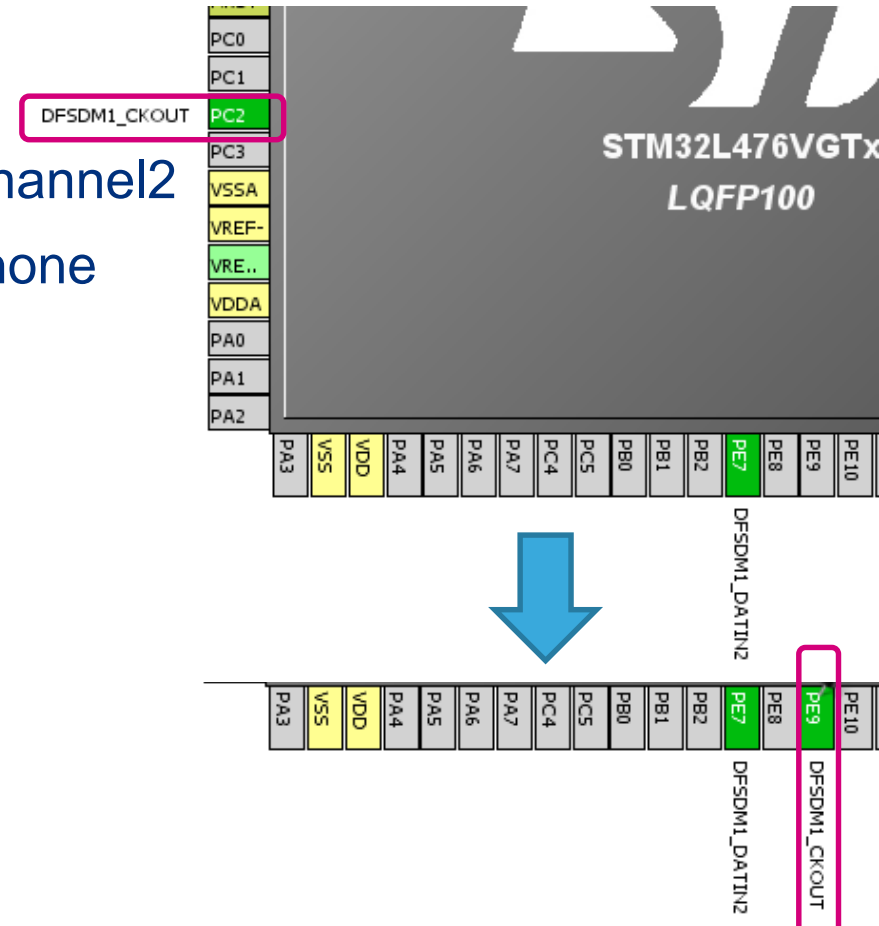 PC0
PC1
DFSDM1_CKOUT PC2
PC3
hannel2
VSSA
VREF-
none
VRE..
VDDA
PA0
PA1
PA2
STM32L476VGTx
LQFP100
PA3 VSS VDD PA4 PA5 PA6 PA7 PC4 PC5 PB0 PB1 PB2 PE7 PE8 PE9 PE10
DFSDM1_DATIN2
PA3 VSS VDD PA4 PA5 PA6 PA7 PC4 PC5 PB0 PB1 PB2 PE7 PE8 PE9 PE10
DFSDM1_DATIN2 DFSDM1_CKOUT